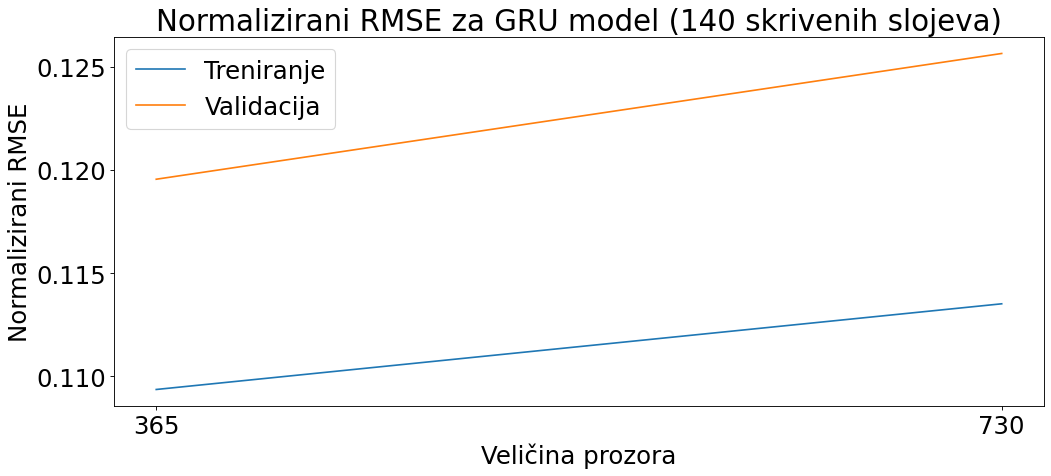 Normalizirani RMSE za GRU model (140 skrivenih slojeva)
Treniranje
Validacija
0.125
0.120
0.115
0.110
Normalizirani RMSE
365
730
Veličina prozora